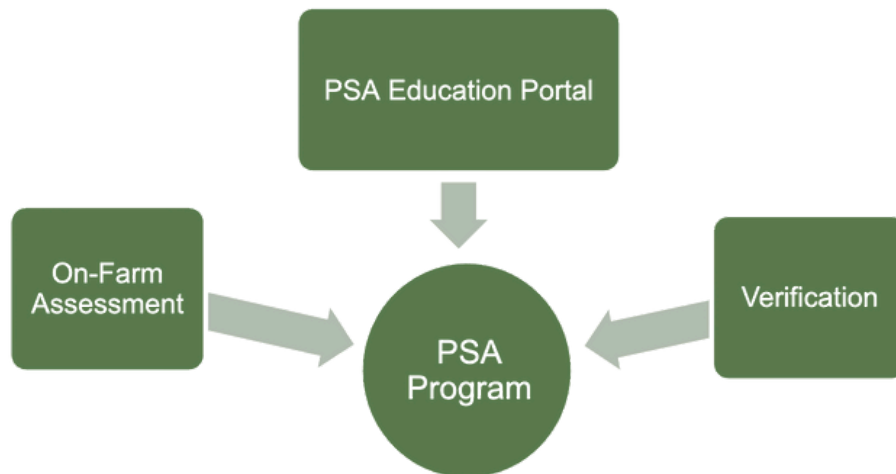 PSA Education Portal
On-Farm
Assessment
Verification
PSA
Program